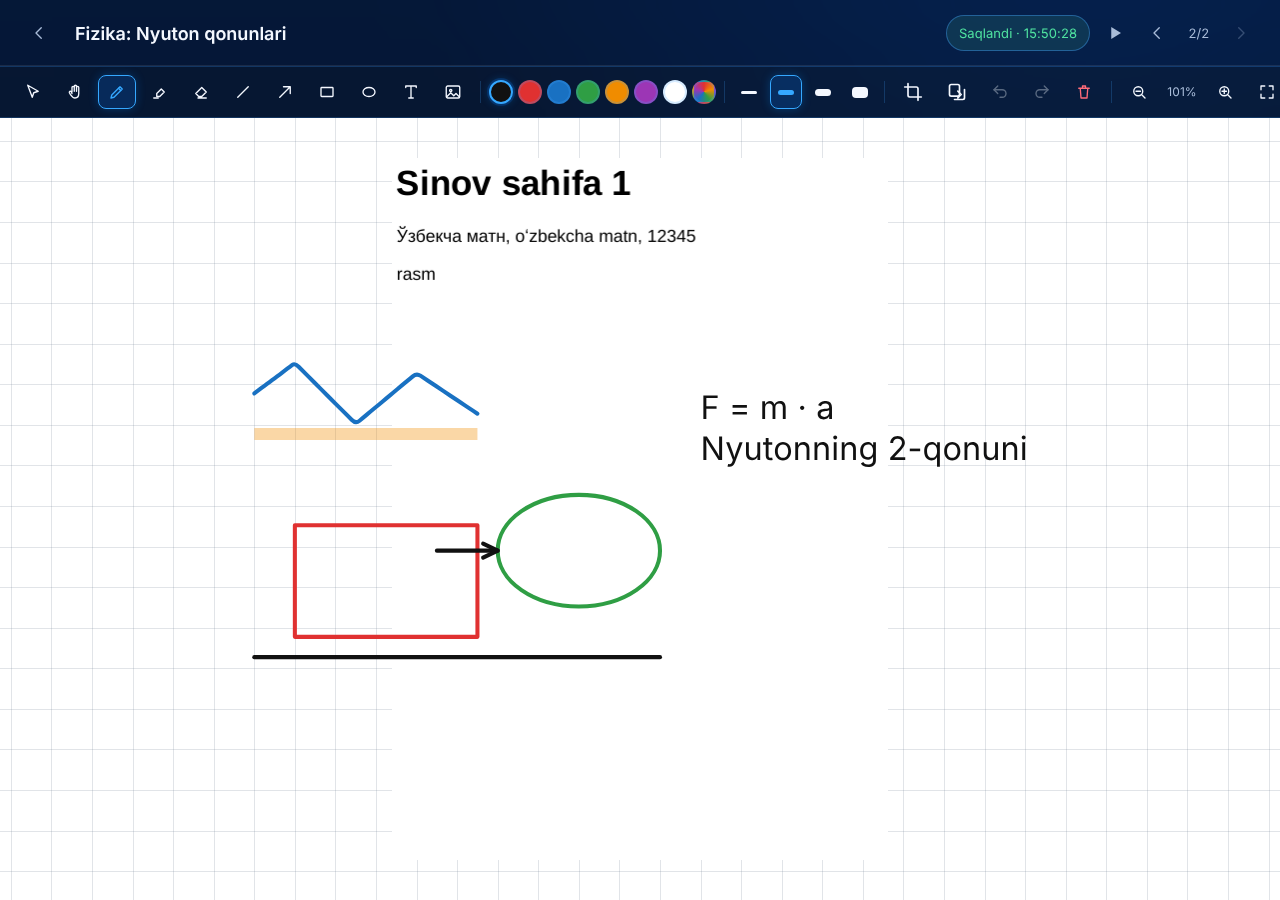 Fizika: Nyuton qonunlari
Saqlandi · 15:50:28
2/2
101%
Sinov sahifa 1
Ўзбекча матн, oʻzbekcha matn, 12345
rasm
F = m · a
Nyutonning 2-qonuni